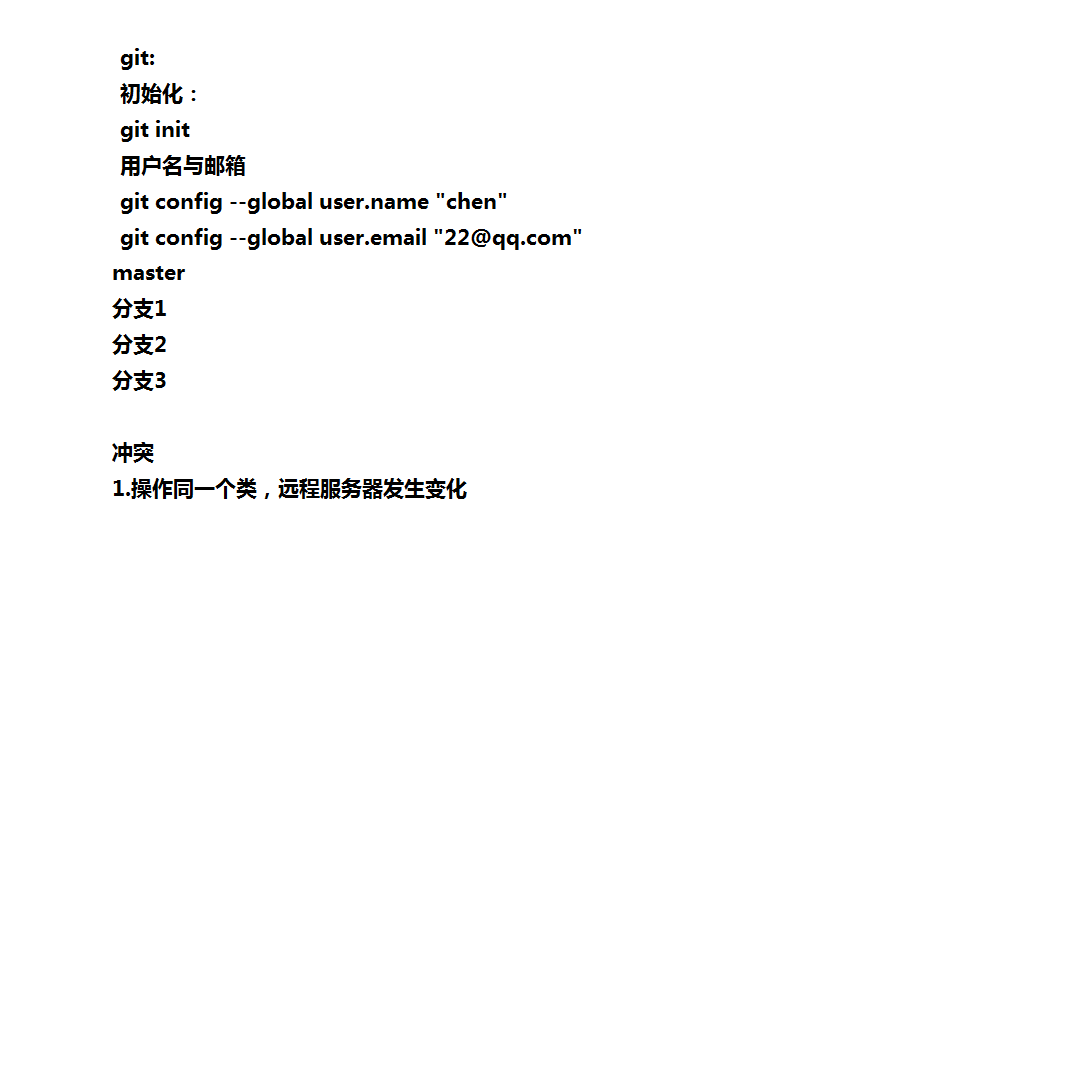 git:
初始化：
git init
用户名与邮箱
git config --global user.name "chen"
git config --global user.email "22@qq.com"
master
分支1
分支2
分支3
冲突
1.操作同一个类，远程服务器发生变化